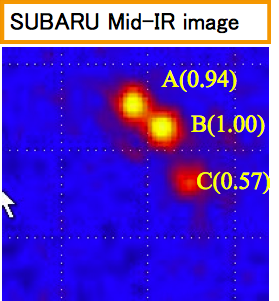 SUBARU Mid-IR image
A(0.94)
B(1.00)
C(0.57)